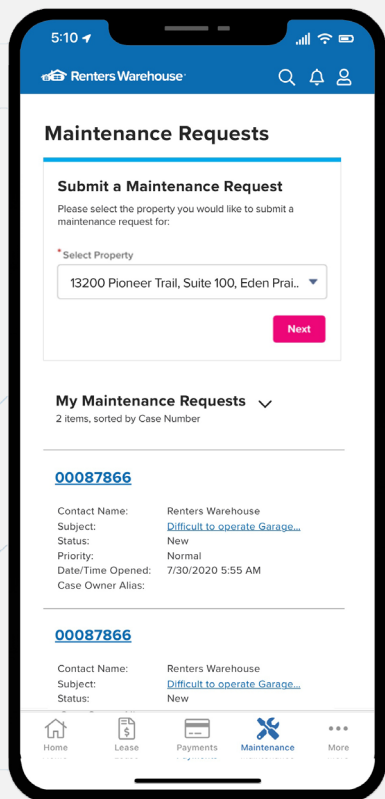 5:10
Renters Warehouse
Maintenance Requests
Submit a Maintenance Request
Please select the property you would like to submit a
maintenance request for:
*Select Property
13200 Pioneer Trail, Suite 100, Eden Prai..
Next
My Maintenance Requests
2 items, sorted by Case Number
00087866
Contact Name: Renters Warehouse
Subject: Difficult to operate Garage...
Status: New
Priority: Normal
Date/Time Opened: 7/30/2020 5:55 AM
Case Owner Alias:
00087866
Contact Name: Renters Warehouse
Subject: Difficult to operate Garage...
Status: New
Home Lease Payments Maintenance More